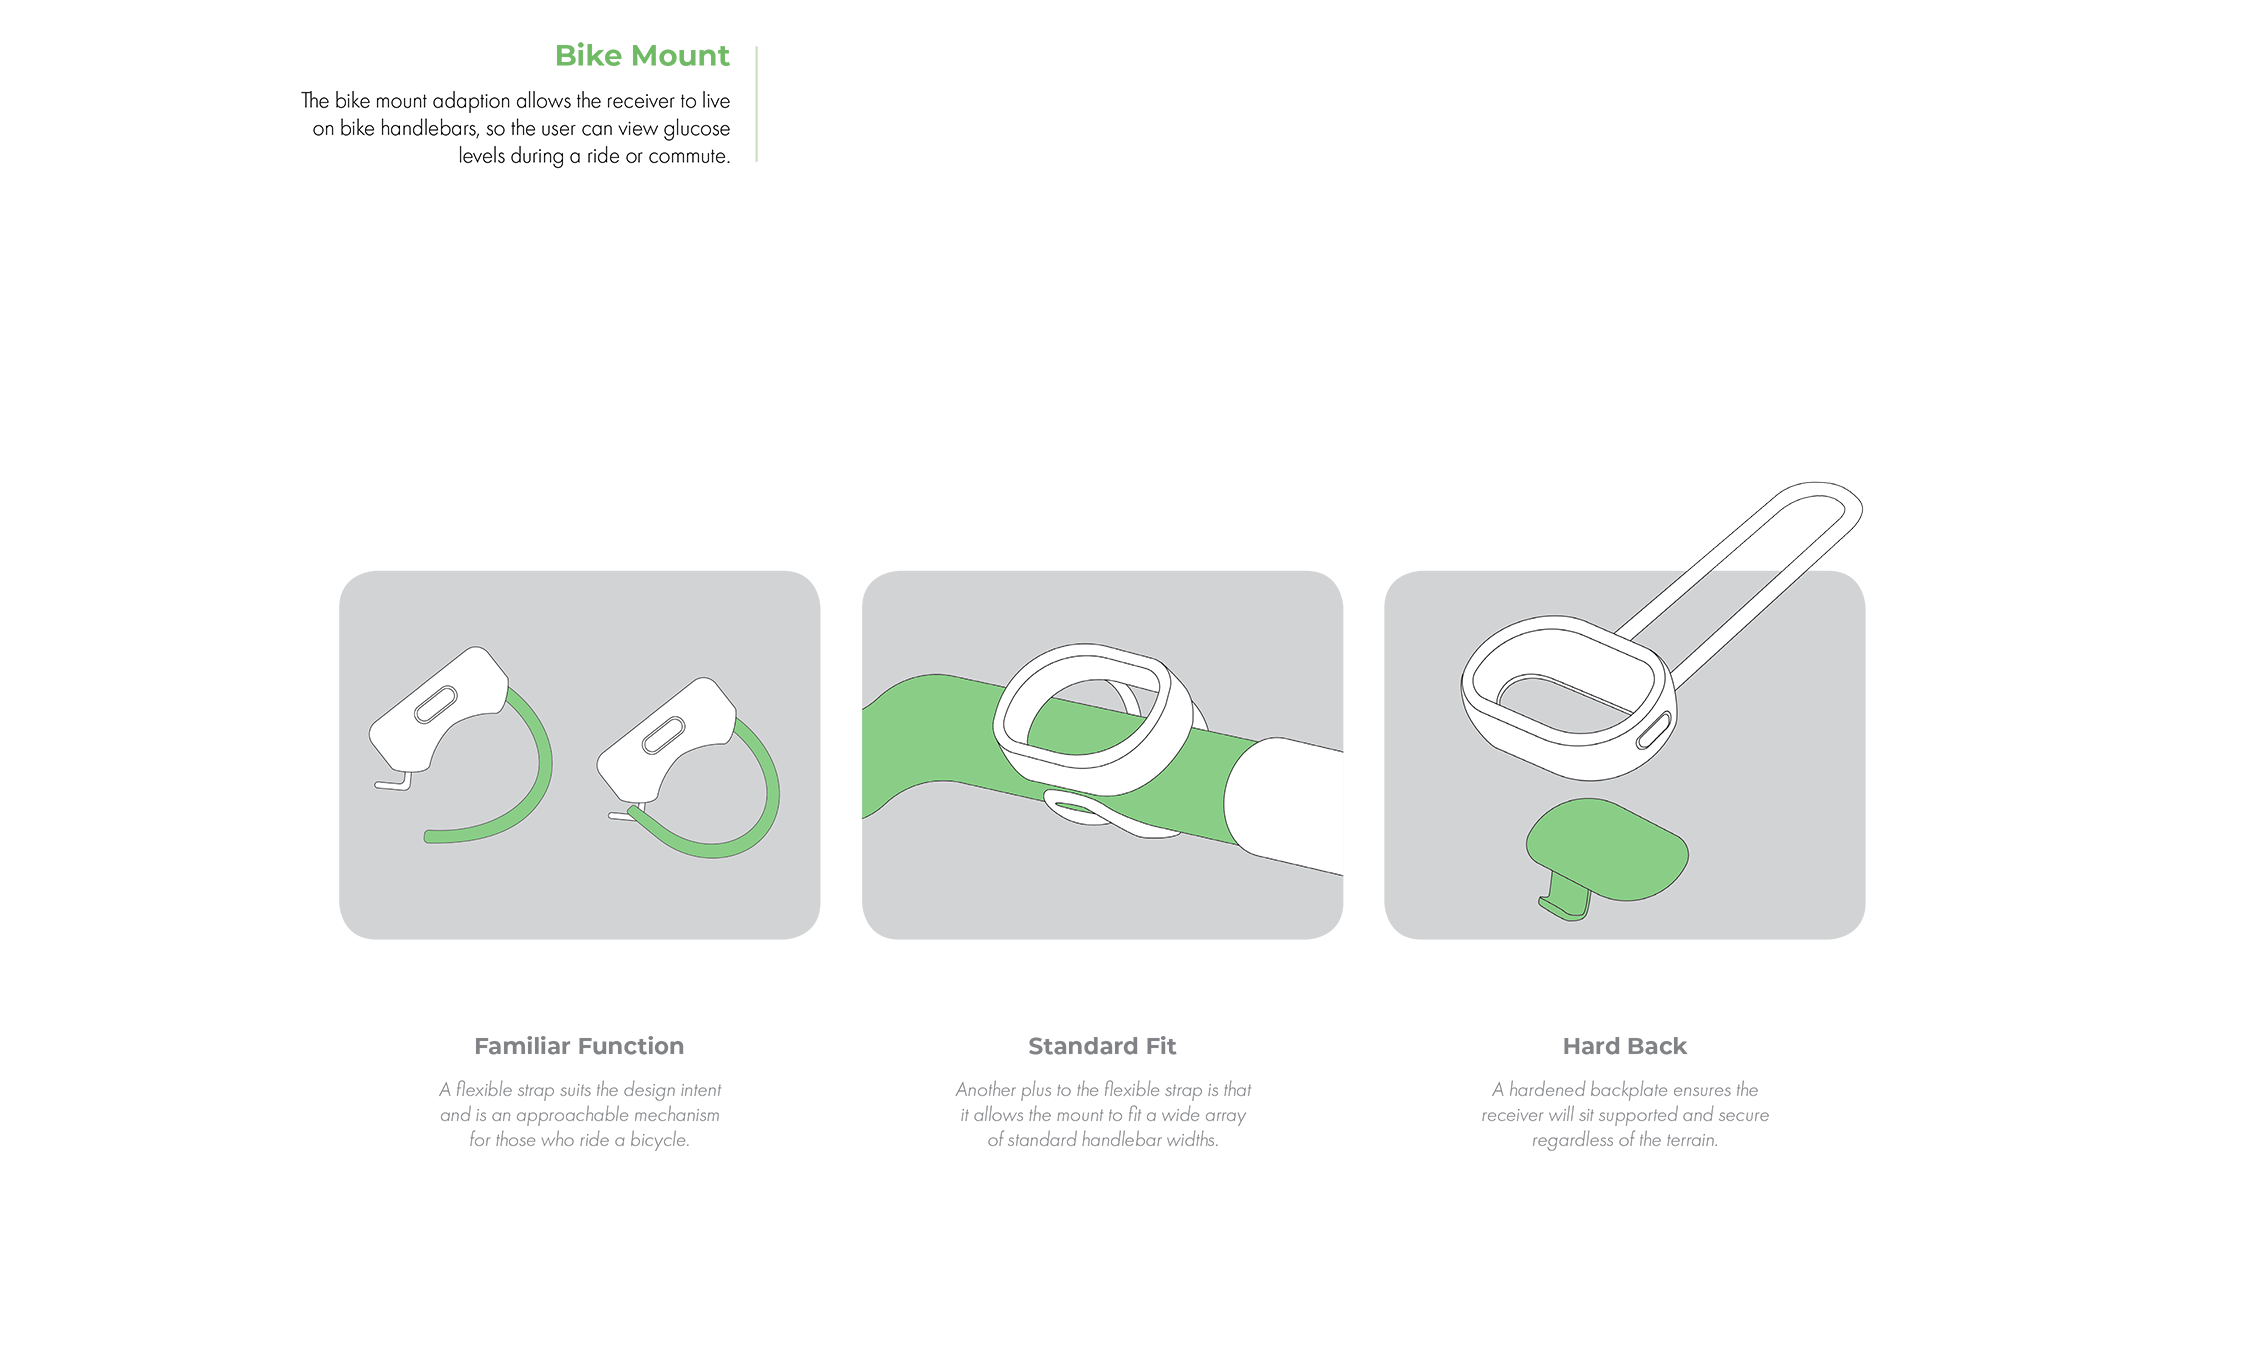 Bike Mount
The bike mount adaption allows the receiver to live
on bike handlebars, so the user can view glucose
levels during a ride or commute.
Familiar Function
A flexible strap suits the design intent
and is an approachable mechanism
for those who ride a bicycle.
Standard Fit
Another plus to the flexible strap is that
it allows the mount to fit a wide array
of standard handlebar widths.
Hard Back
A hardened backplate ensures the
receiver will sit supported and secure
regardless of the terrain.